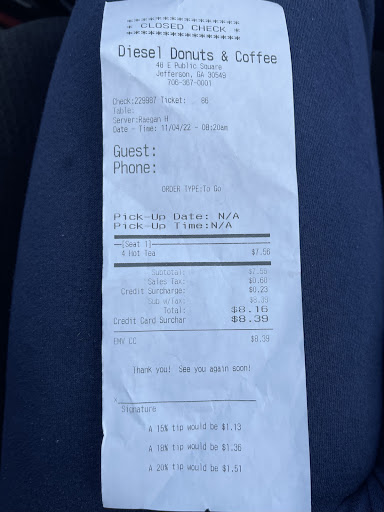 ********************
* CLOSED CHECK *
********************
Diesel Donuts & Coffee
48 E Public Square
Jefferson, GA 30549
706-367-0001
Check:229987 Ticket: 86
Table:
Server:Raegan H
Date - Time: 11/04/22 - 08:20am
Guest:
Phone:
ORDER TYPE:To Go
Pick-Up Date: N/A
Pick-Up Time:N/A
[Seat 1]
4 Hot Tea $7.56
Subtotal: $7.56
Sales Tax: $0.60
Credit Surcharge: $0.23
Sub w/Tax: $8.39
Total: $8.16
Credit Card Surchar $8.39
EMV CC $8.39
Thank you! See you again soon!
x
Signature
A 15% tip would be $1.13
A 18% tip would be $1.36
A 20% tip would be $1.51